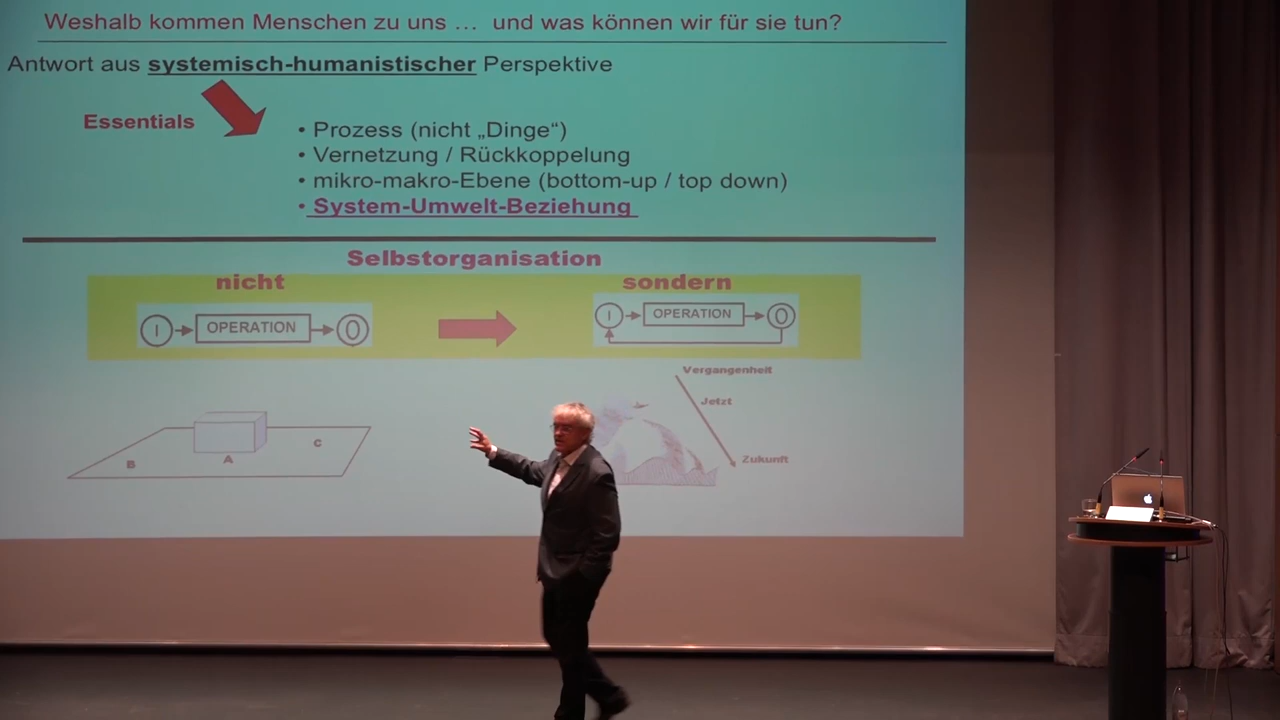 Weshalb kommen Menschen zu uns … und was können wir für sie tun?
Antwort aus systemisch-humanistischer Perspektive
Essentials
• Prozess (nicht „Dinge“)
• Vernetzung / Rückkoppelung
• mikro-makro-Ebene (bottom-up / top down)
• System-Umwelt-Beziehung
Selbstorganisation
nicht
sondern
I OPERATION O
I OPERATION O
Vergangenheit
Jetzt
Zukunft
B A C